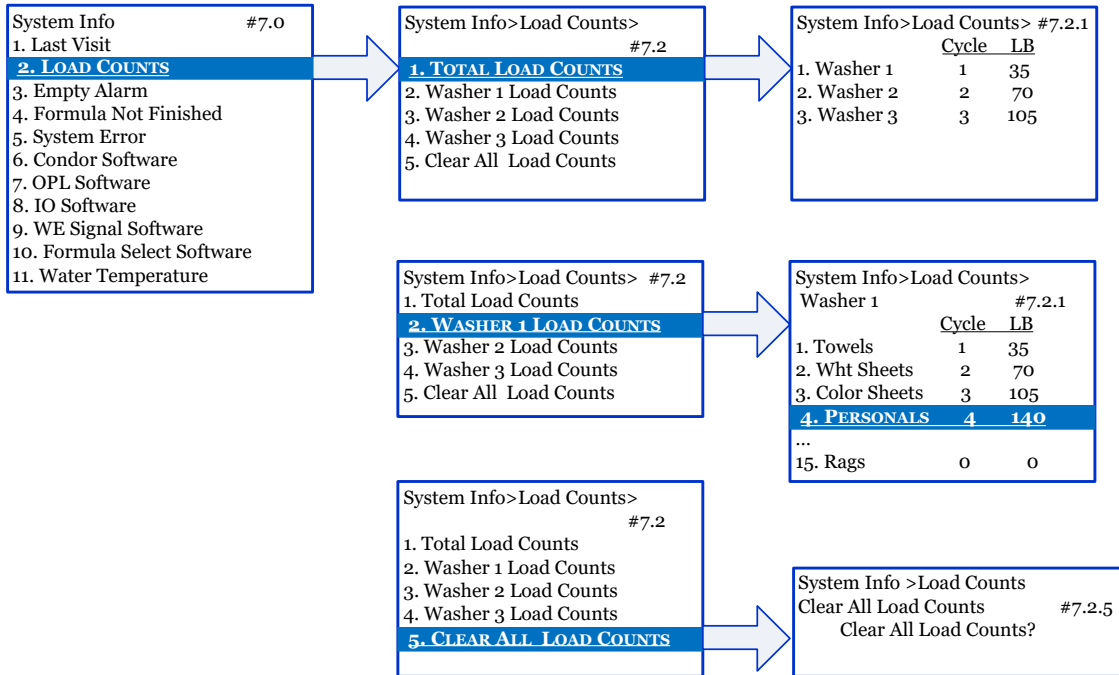 System Info #7.0
1. Last Visit
2. LOAD COUNTS
3. Empty Alarm
4. Formula Not Finished
5. System Error
6. Condor Software
7. OPL Software
8. IO Software
9. WE Signal Software
10. Formula Select Software
11. Water Temperature
System Info>Load Counts>
#7.2
1. TOTAL LOAD COUNTS
2. Washer 1 Load Counts
3. Washer 2 Load Counts
4. Washer 3 Load Counts
5. Clear All Load Counts
System Info>Load Counts> #7.2.1
Cycle LB
1. Washer 1 1 35
2. Washer 2 2 70
3. Washer 3 3 105
System Info>Load Counts> #7.2
1. Total Load Counts
2. WASHER 1 LOAD COUNTS
3. Washer 2 Load Counts
4. Washer 3 Load Counts
5. Clear All Load Counts
System Info>Load Counts>
Washer 1 #7.2.1
Cycle LB
1. Towels 1 35
2. Wht Sheets 2 70
3. Color Sheets 3 105
4. PERSONALS 4 140
...
15. Rags 0 0
System Info>Load Counts>
#7.2
1. Total Load Counts
2. Washer 1 Load Counts
3. Washer 2 Load Counts
4. Washer 3 Load Counts
5. CLEAR ALL LOAD COUNTS
System Info >Load Counts
Clear All Load Counts #7.2.5
Clear All Load Counts?